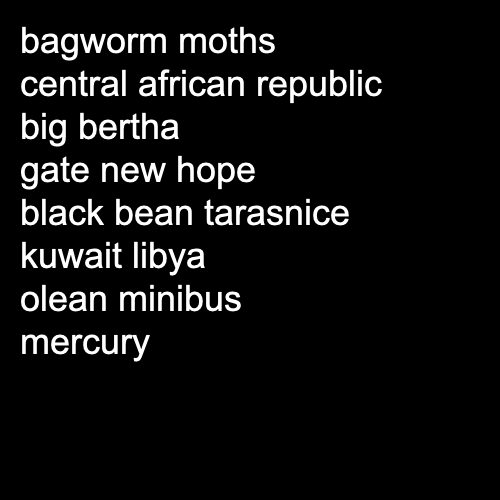 bagworm moths
central african republic
big bertha
gate new hope
black bean tarasnice
kuwait libya
olean minibus
mercury